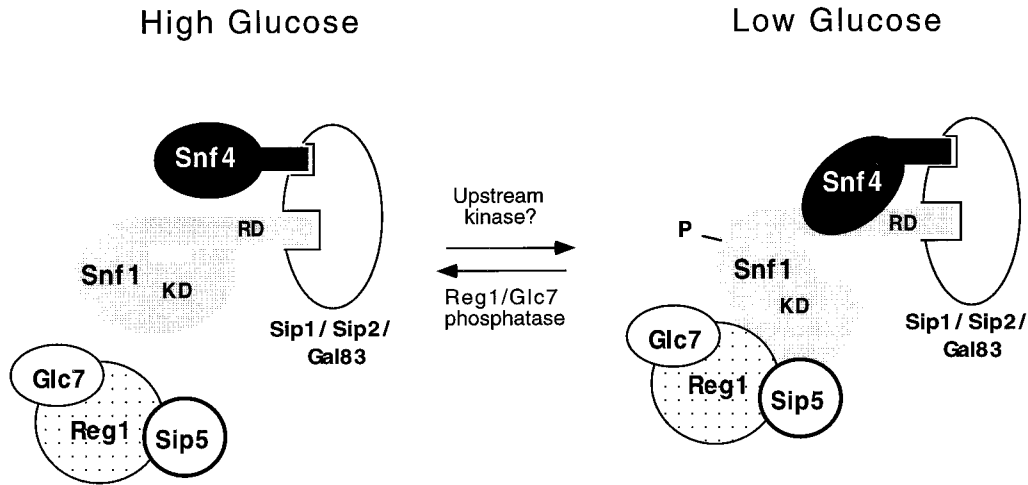 High Glucose
Low Glucose
Snf4
RD
Snf1
KD
Sip1/ Sip2/
Gal83
Glc7
Reg1
Sip5
Upstream
kinase?
Reg1/Glc7
phosphatase
Snf4
P
RD
Snf1
KD
Sip1/ Sip2/
Gal83
Glc7
Reg1
Sip5